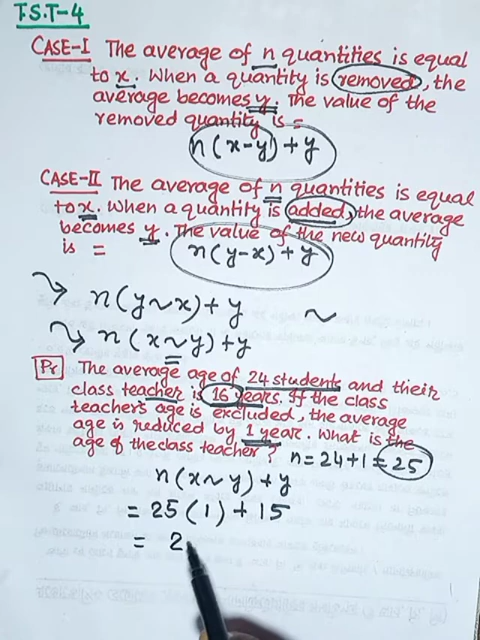 T.S.T-4
CASE-I The average of n quantities is equal
to x. When a quantity is removed, the
average becomes y. The value of the
removed quantity is =
n(x-y)+y
CASE-II The average of n quantities is equal
to x. When a quantity is added, the average
becomes y. The value of the new quantity
is = n(y-x)+y
n(y~x)+y ~
n(x~y)+y
Pr The average age of 24 students and their
class teacher is 16 years. If the class
teacher's age is excluded, the average
age is reduced by 1 year. What is the
age of the class teacher? n=24+1=25
n(x~y)+y
= 25(1)+15
= 2